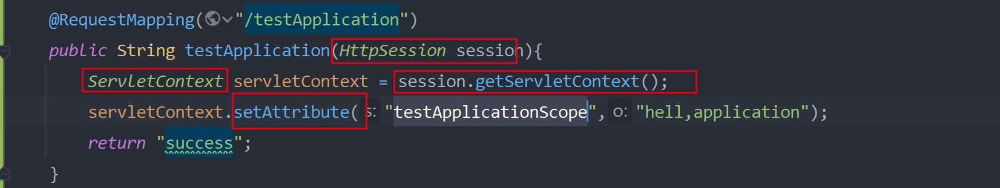 @RequestMapping("/testApplication")
public String testApplication(HttpSession session){
ServletContext servletContext = session.getServletContext();
servletContext.setAttribute( s: "testApplicationScope", o: "hell,application");
return "success";
}